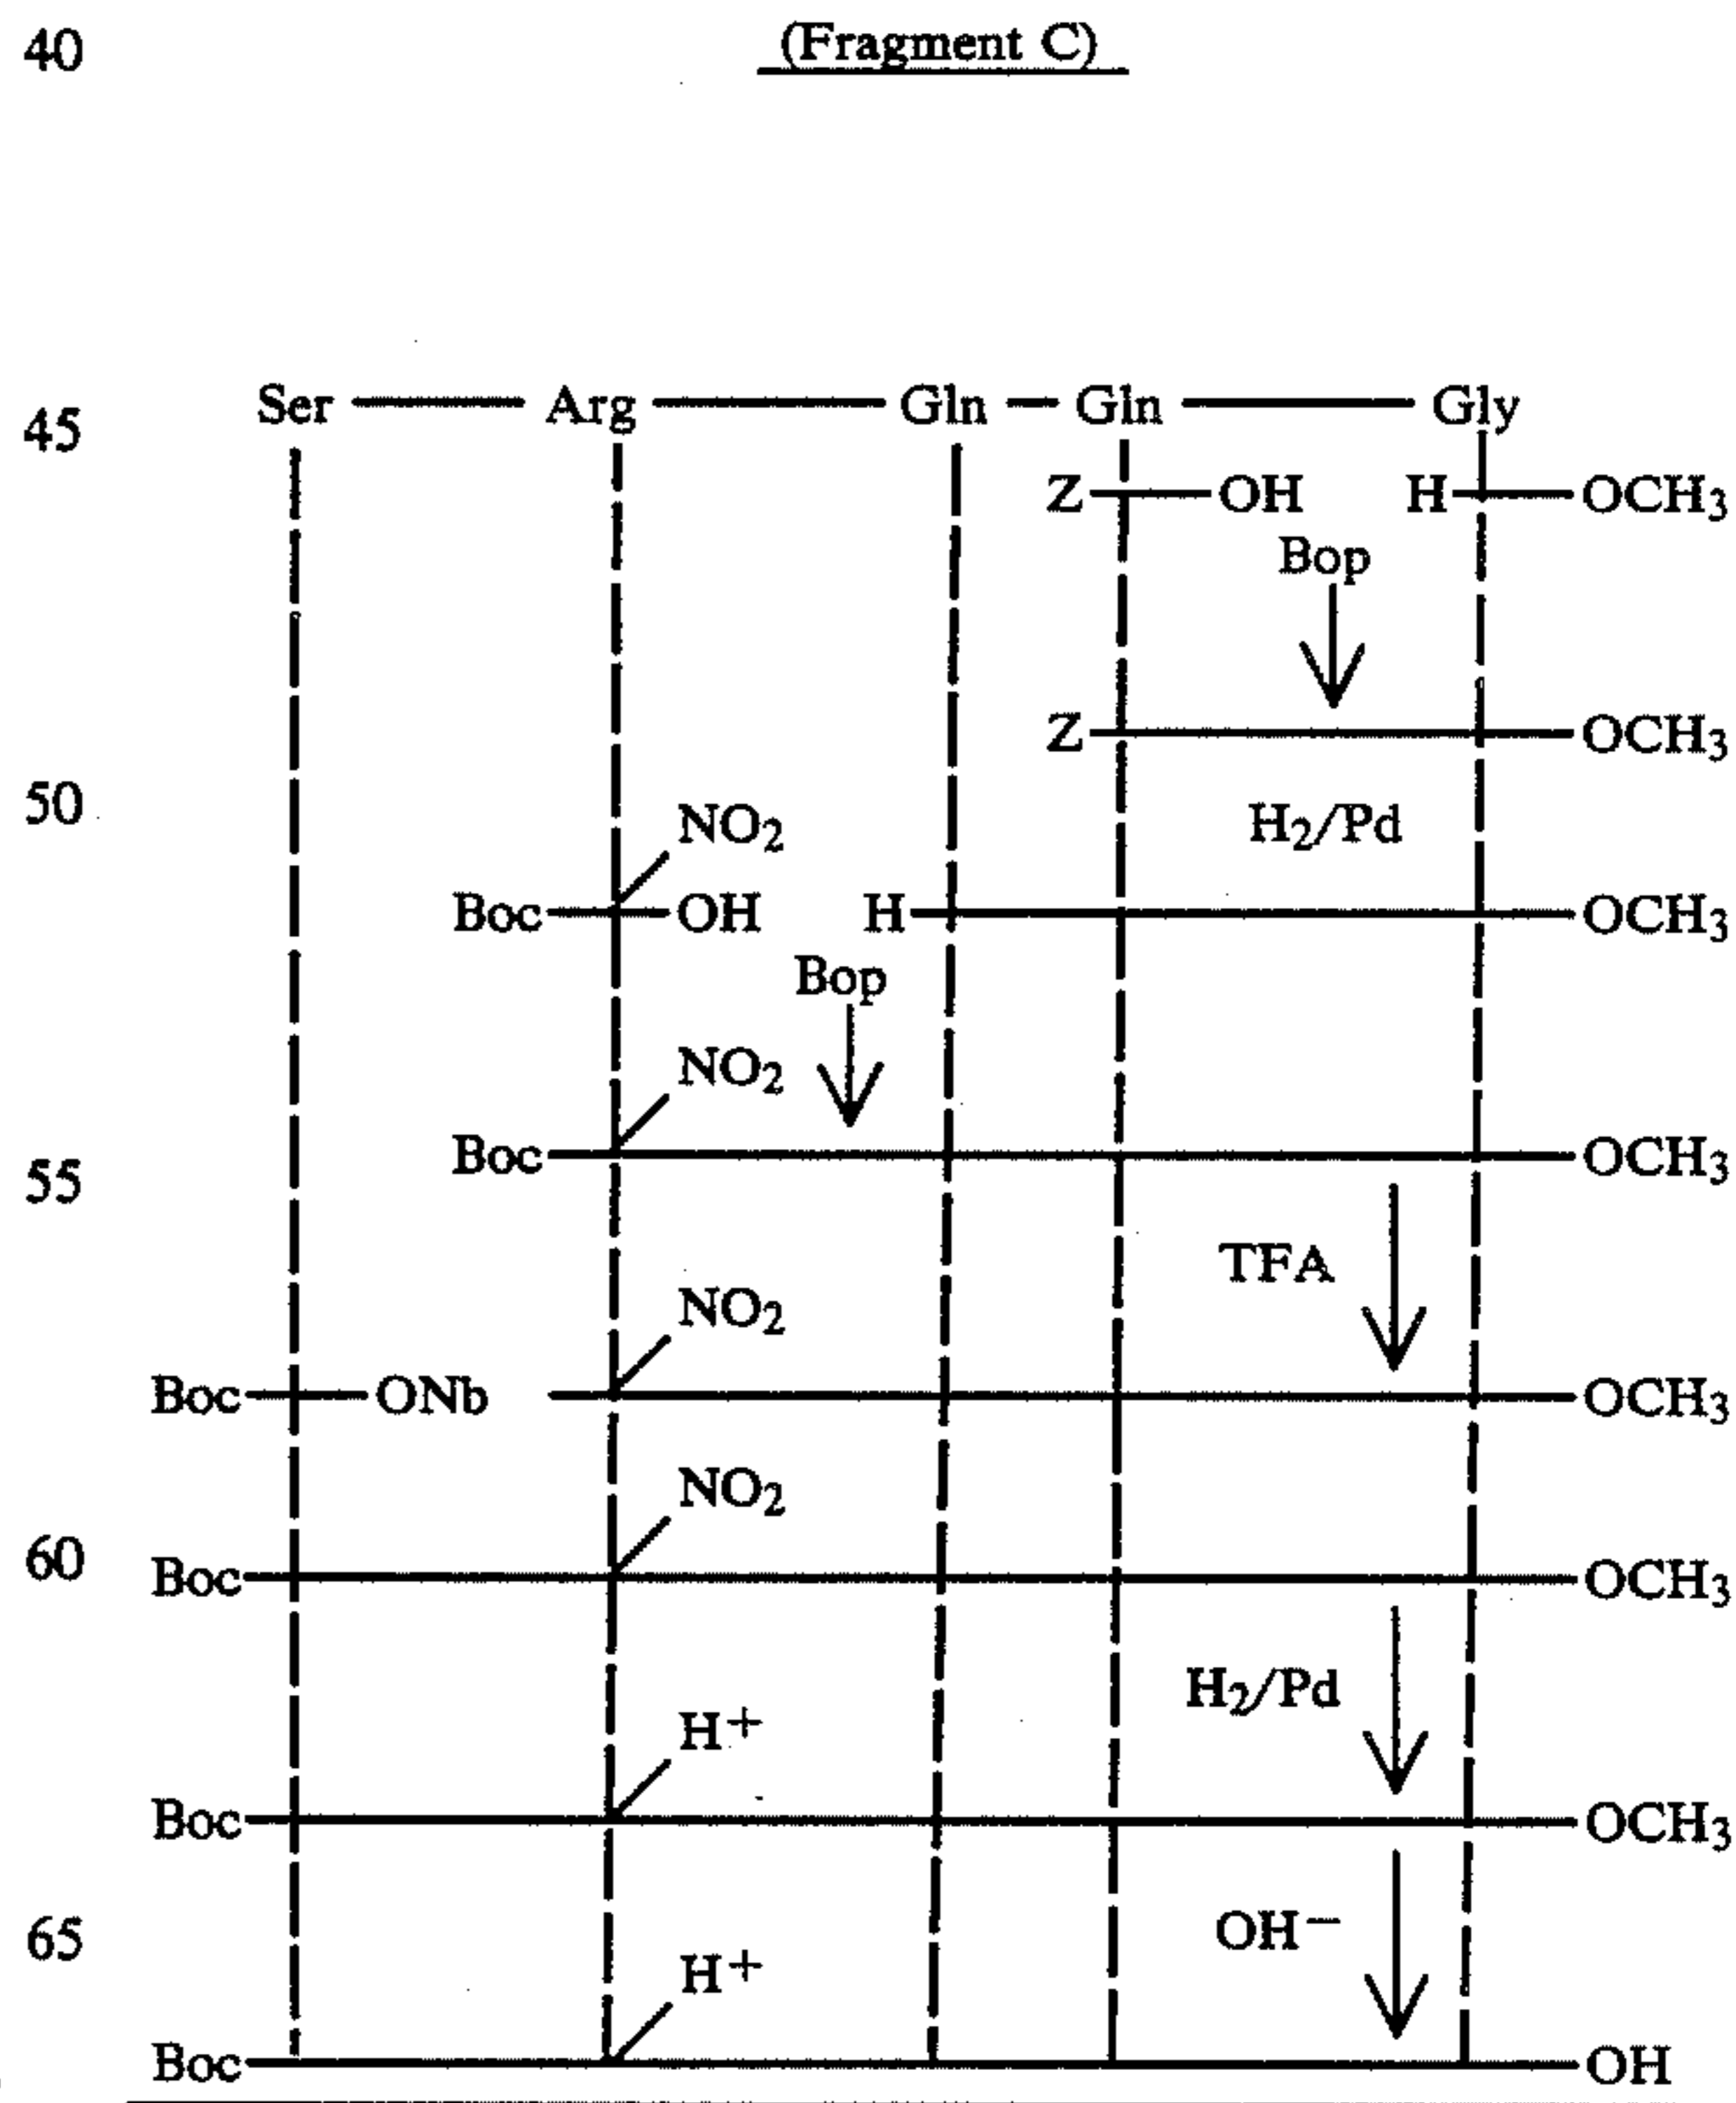 40 (Fragment C)
45 Ser Arg Gln Gln Gly
Z OH H OCH3
Bop
Z OCH3
50 NO2 H2/Pd
Boc OH H OCH3
Bop
NO2
55 Boc OCH3
TFA
NO2
Boc ONb OCH3
NO2
60 Boc OCH3
H2/Pd
H+
Boc OCH3
65 OH−
H+
Boc OH